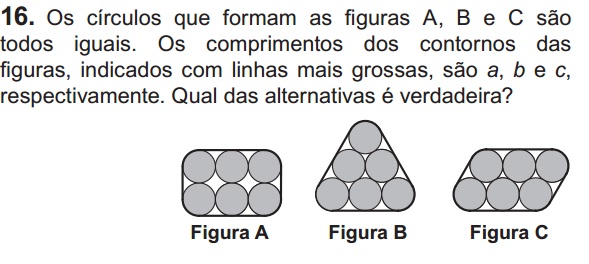 16. Os círculos que formam as figuras A, B e C são
todos iguais. Os comprimentos dos contornos das
figuras, indicados com linhas mais grossas, são a, b e c,
respectivamente. Qual das alternativas é verdadeira?
Figura A Figura B Figura C